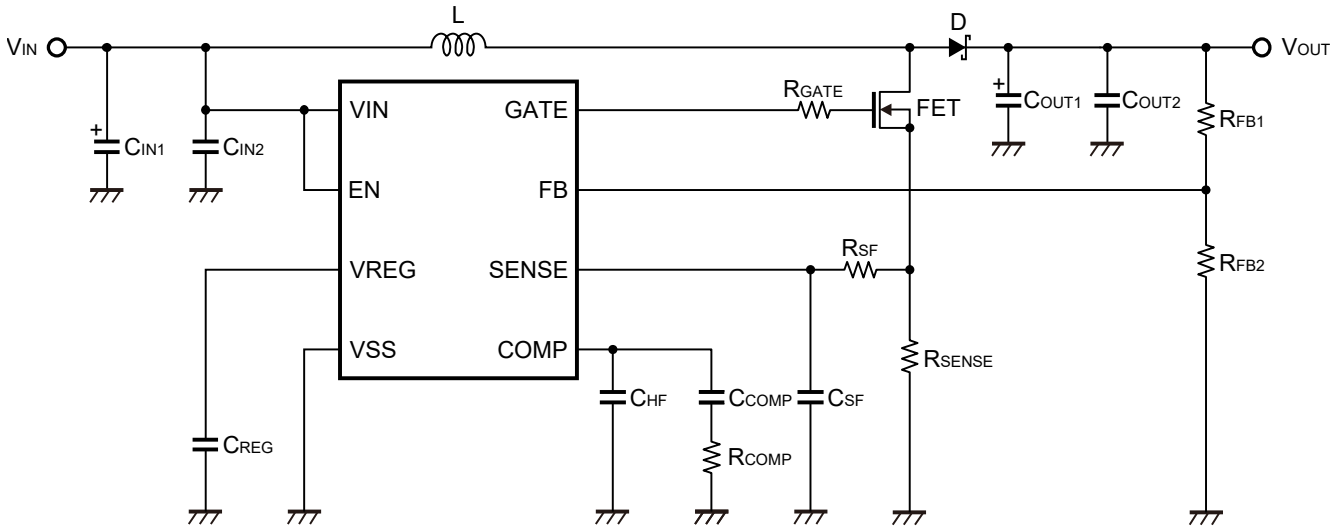 L
D
VIN
VOUT
RGATE
VIN
GATE
FET
+
COUT1
COUT2
RFB1
+
CIN1
CIN2
EN
FB
RSF
VREG
SENSE
RFB2
VSS
COMP
RSENSE
CHF
CCOMP
CSF
CREG
RCOMP